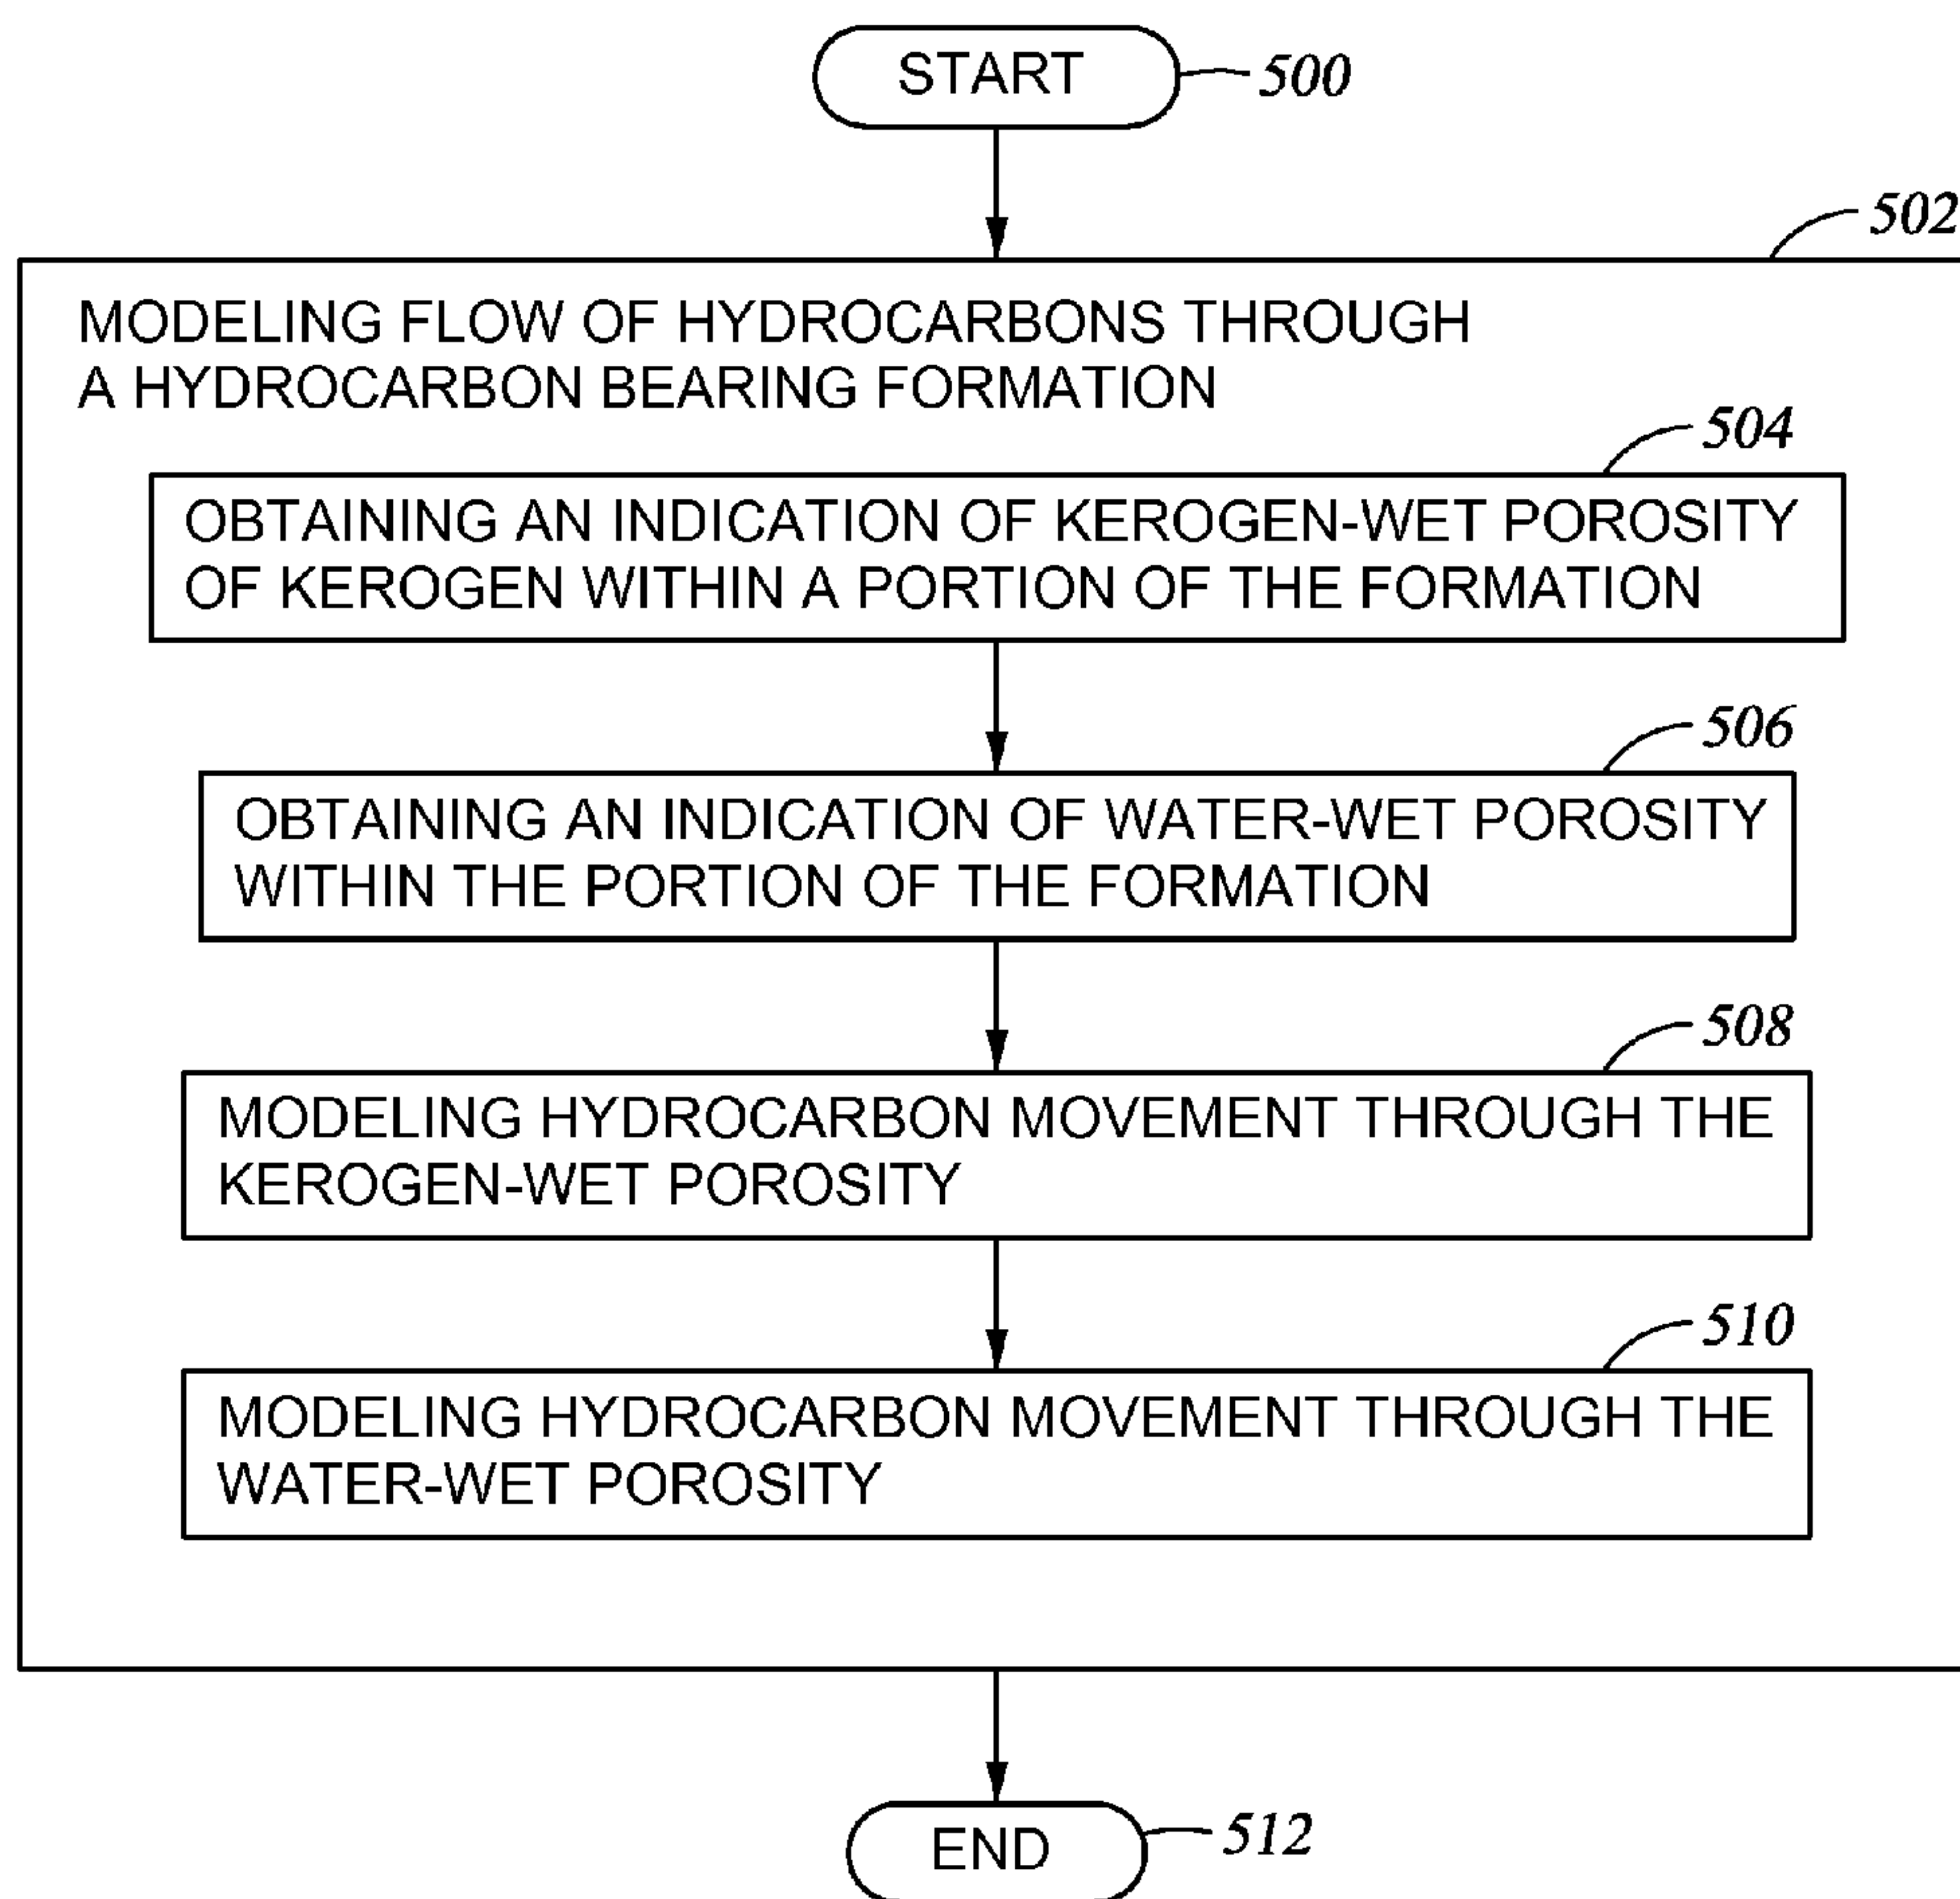 START
500
502
MODELING FLOW OF HYDROCARBONS THROUGH
A HYDROCARBON BEARING FORMATION
504
OBTAINING AN INDICATION OF KEROGEN-WET POROSITY
OF KEROGEN WITHIN A PORTION OF THE FORMATION
506
OBTAINING AN INDICATION OF WATER-WET POROSITY
WITHIN THE PORTION OF THE FORMATION
508
MODELING HYDROCARBON MOVEMENT THROUGH THE
KEROGEN-WET POROSITY
510
MODELING HYDROCARBON MOVEMENT THROUGH THE
WATER-WET POROSITY
END
512